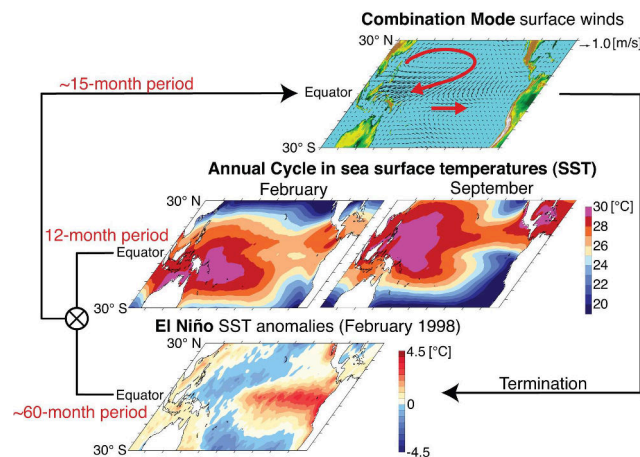 Combination Mode surface winds
30° N
1.0 [m/s]
~15-month period
Equator
30° S
Annual Cycle in sea surface temperatures (SST)
30° N
February
September
30 [°C]
28
26
24
22
20
12-month period
Equator
30° S
El Niño SST anomalies (February 1998)
30° N
4.5 [°C]
0
-4.5
Equator
Termination
~60-month period
30° S